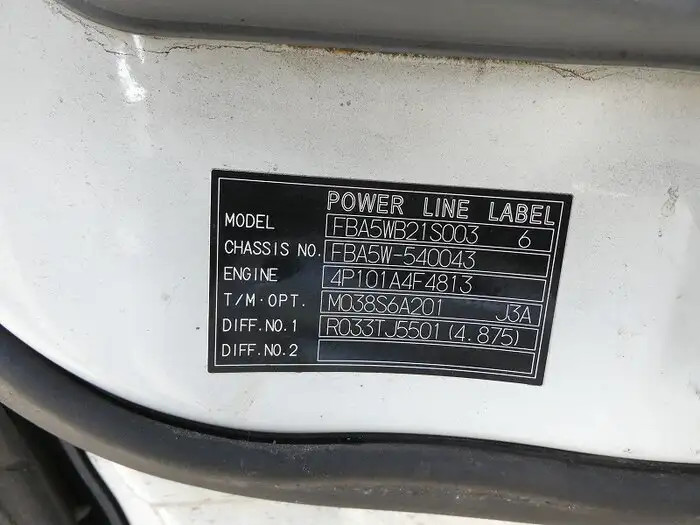 POWER LINE LABEL
MODEL FBA5WB21S003 6
CHASSIS NO. FBA5W-540043
ENGINE 4P101A4F4813
T/M·OPT. M038S6A201 J3A
DIFF.NO.1 R033TJ5501(4.875)
DIFF.NO.2